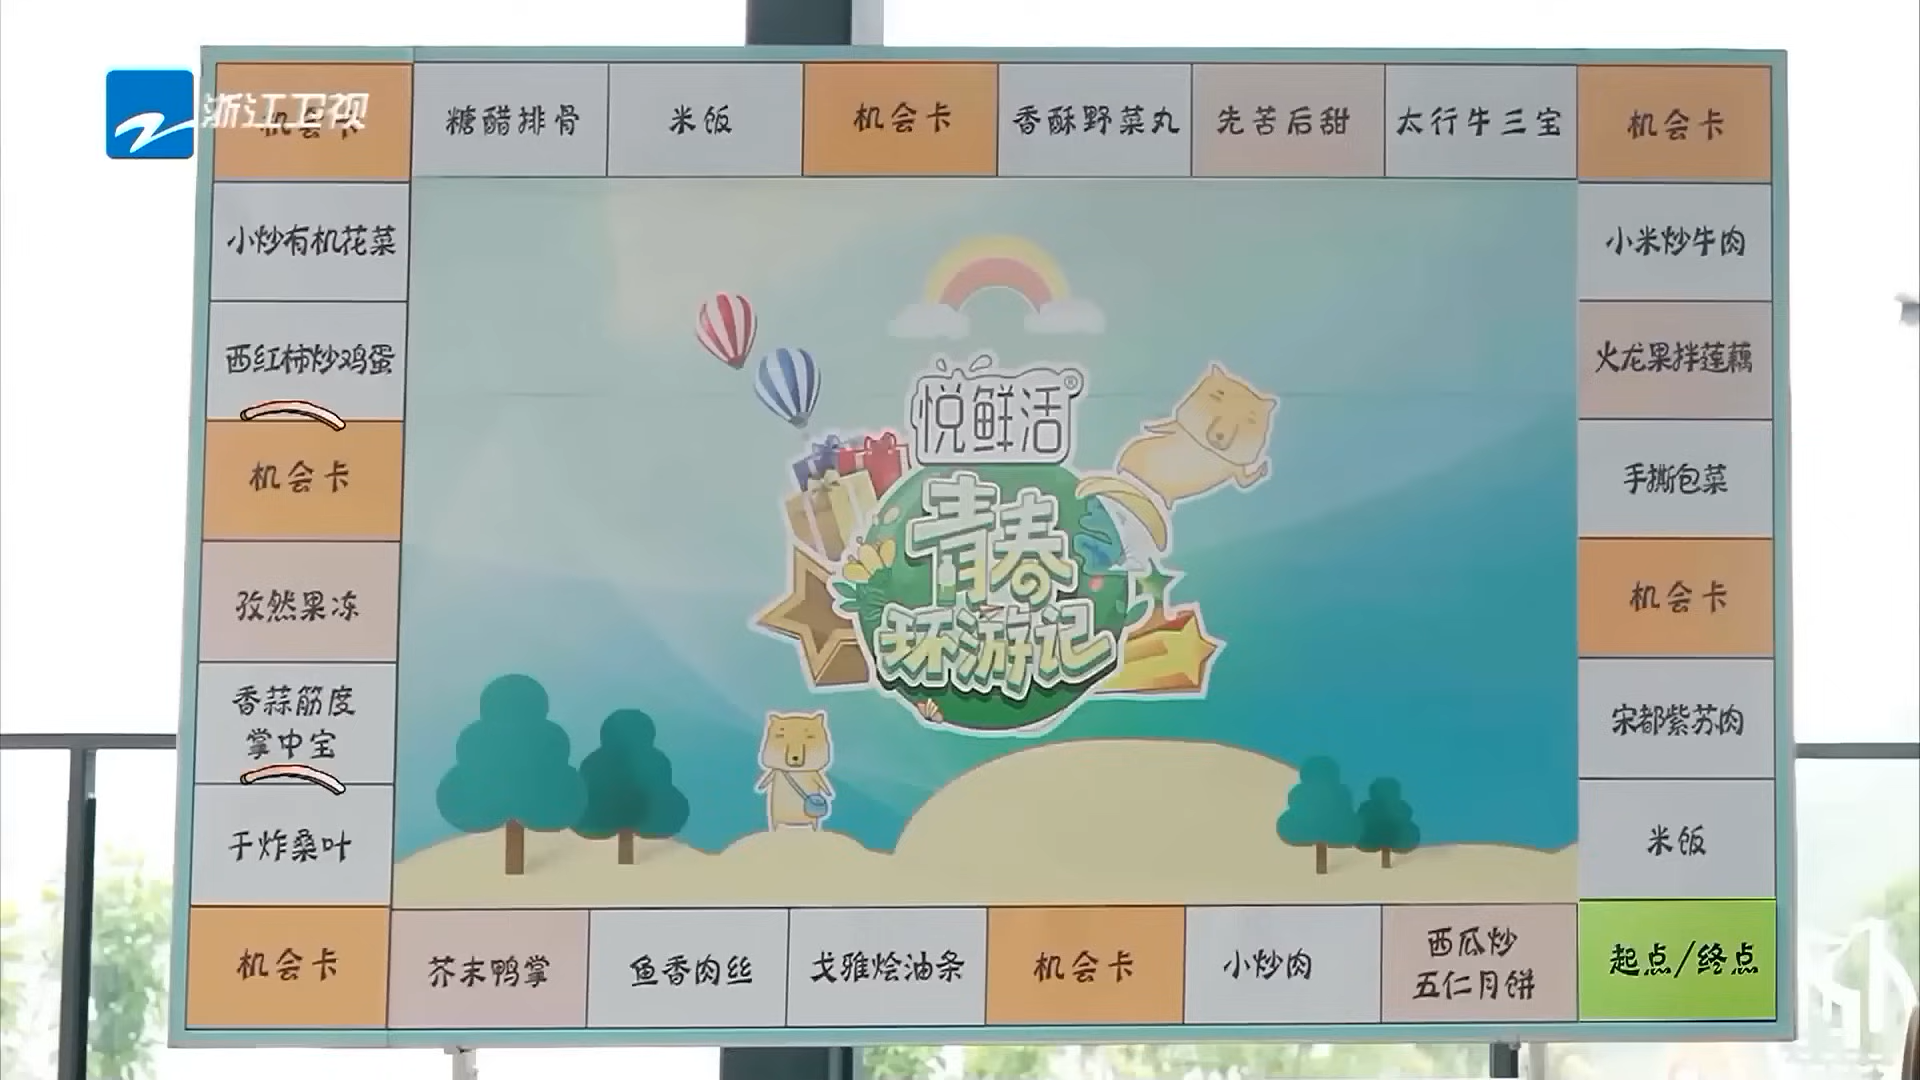 浙江卫视
机会卡
糖醋排骨
米饭
机会卡
香酥野菜丸
先苦后甜
太行牛三宝
机会卡
小炒有机花菜
小米炒牛肉
西红柿炒鸡蛋
火龙果拌莲藕
悦鲜活®
机会卡
手撕包菜
青春
环游记
孜然果冻
机会卡
香蒜筋度
掌中宝
宋都紫苏肉
干炸桑叶
米饭
机会卡
芥末鸭掌
鱼香肉丝
戈雅烩油条
机会卡
小炒肉
西瓜炒
五仁月饼
起点/终点